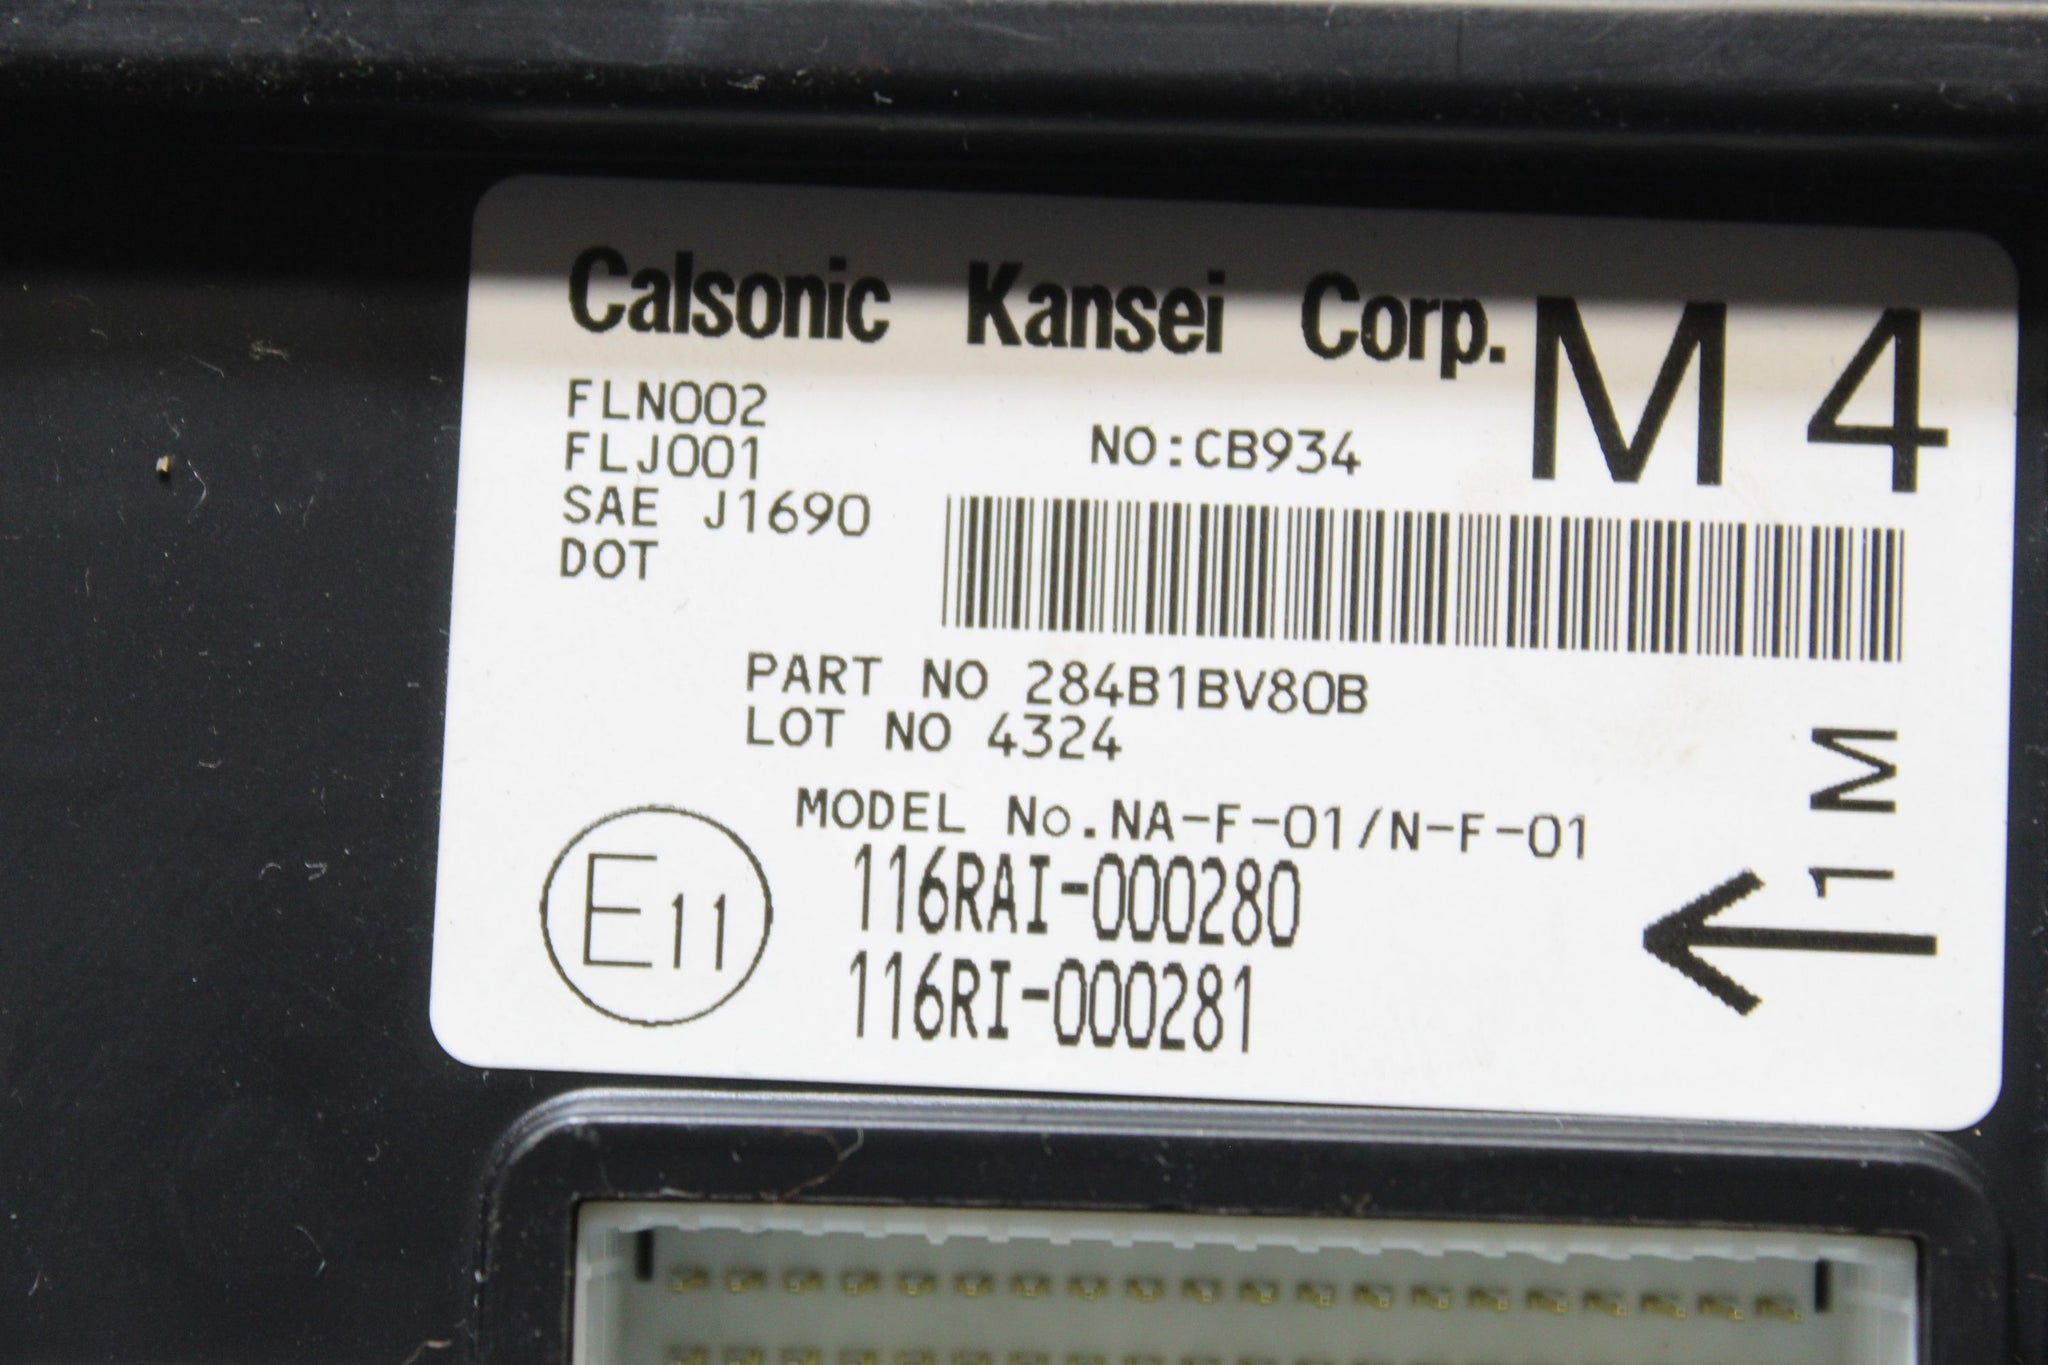 Calsonic Kansei Corp.
M4
FLN002
FLJ001
NO:CB934
SAE J1690
DOT
PART NO 284B1BV80B
LOT NO 4324
MODEL No.NA-F-01/N-F-01
116RAI-000280
116RI-000281
E11
1M